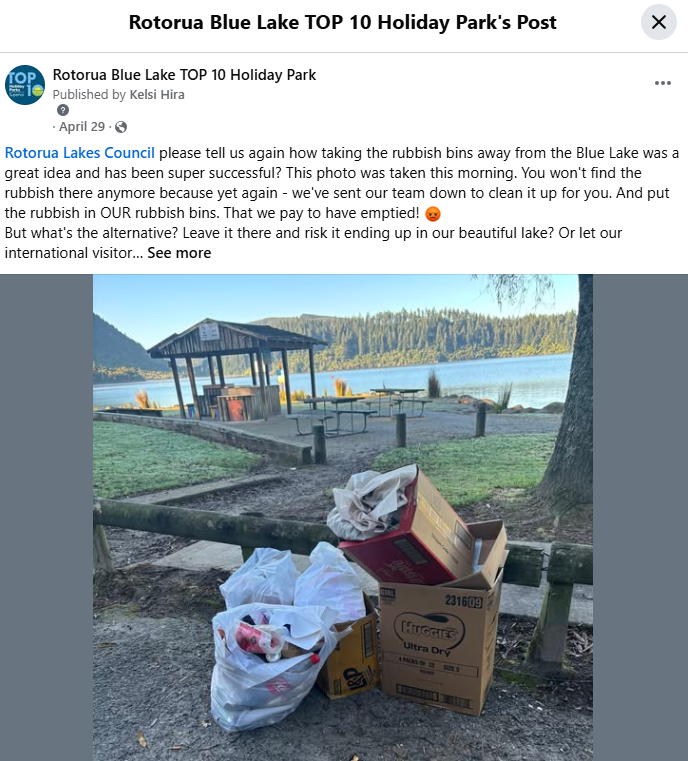 Rotorua Blue Lake TOP 10 Holiday Park's Post
TOP
10
Holiday
Parks
Rotorua Blue Lake TOP 10 Holiday Park
Published by Kelsi Hira
· April 29 ·
Rotorua Lakes Council please tell us again how taking the rubbish bins away from the Blue Lake was a
great idea and has been super successful? This photo was taken this morning. You won't find the
rubbish there anymore because yet again - we've sent our team down to clean it up for you. And put
the rubbish in OUR rubbish bins. That we pay to have emptied! 😡
But what's the alternative? Leave it there and risk it ending up in our beautiful lake? Or let our
international visitor... See more
231609
HUGGIES
Ultra Dry